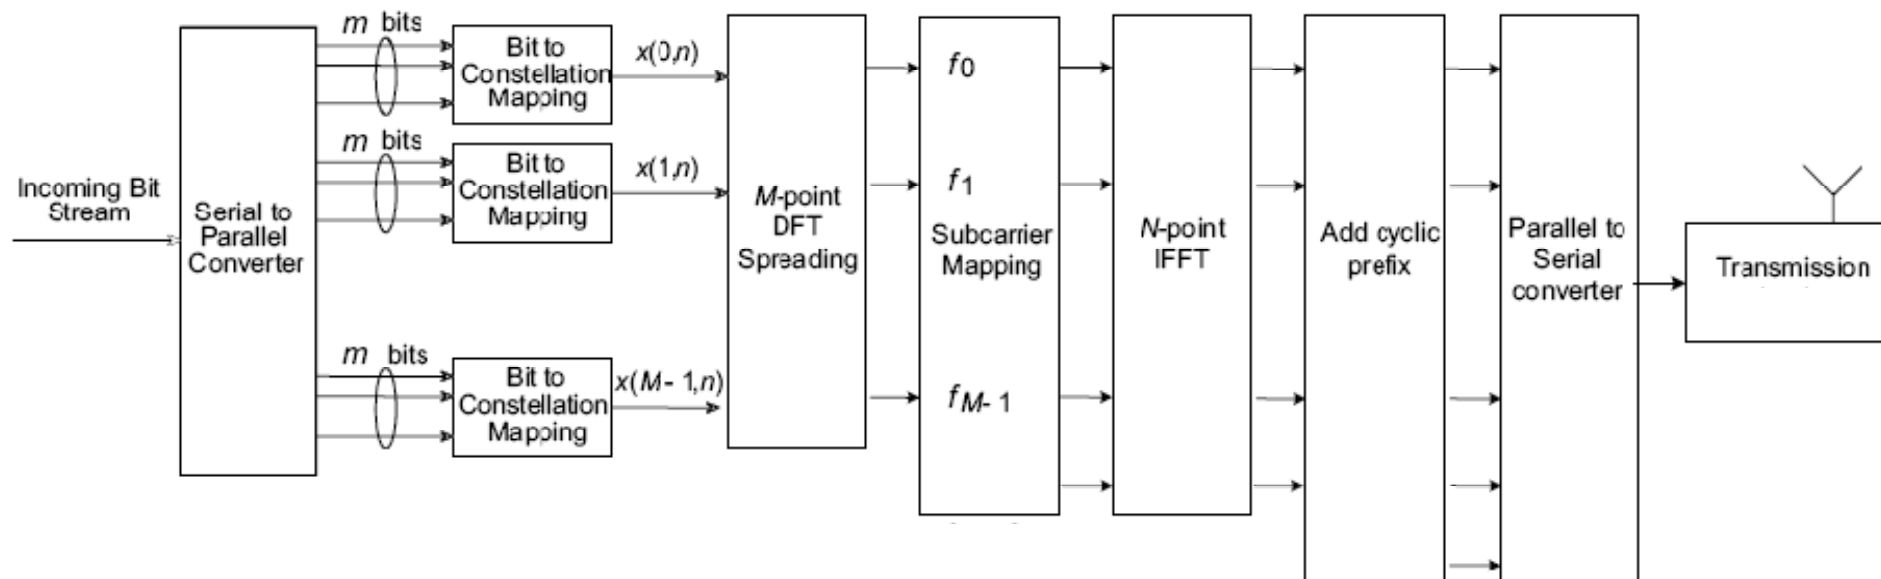 m bits
Bit to
Constellation
Mapping
x(0,n)
m bits
Bit to
Constellation
Mapping
x(1,n)
Incoming Bit
Stream
Serial to
Parallel
Converter
m bits
Bit to
Constellation
Mapping
x(M-1,n)
M-point
DFT
Spreading
f0
f1
Subcarrier
Mapping
fM-1
N-point
IFFT
Add cyclic
prefix
Parallel to
Serial
converter
Transmission